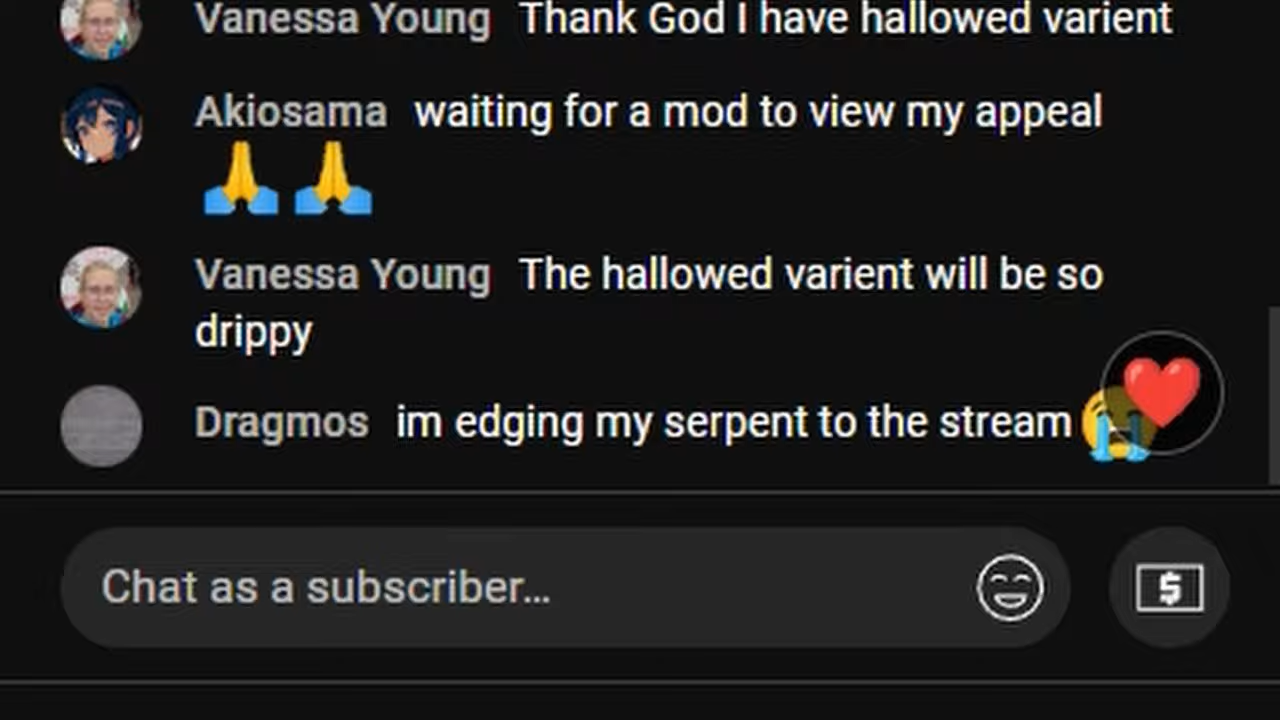 Vanessa Young Thank God I have hallowed varient
Akiosama waiting for a mod to view my appeal
🙏 🙏
Vanessa Young The hallowed varient will be so
drippy
Dragmos im edging my serpent to the stream 😭
Chat as a subscriber...
$